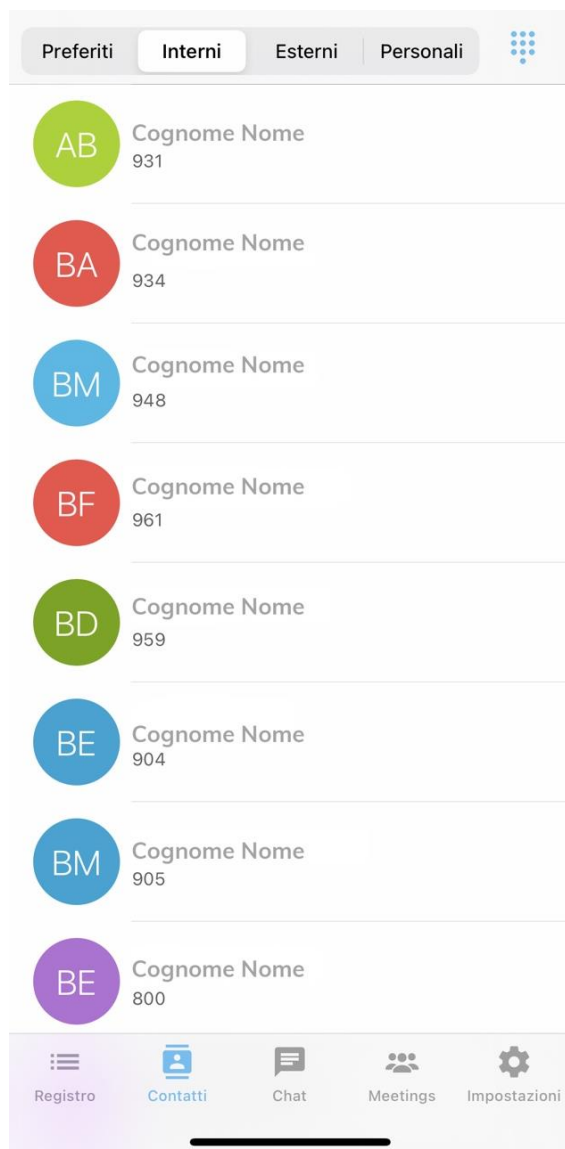 Preferiti Interni Esterni Personali
AB
Cognome Nome
931
BA
Cognome Nome
934
BM
Cognome Nome
948
BF
Cognome Nome
961
BD
Cognome Nome
959
BE
Cognome Nome
904
BM
Cognome Nome
905
BE
Cognome Nome
800
Registro Contatti Chat Meetings Impostazioni